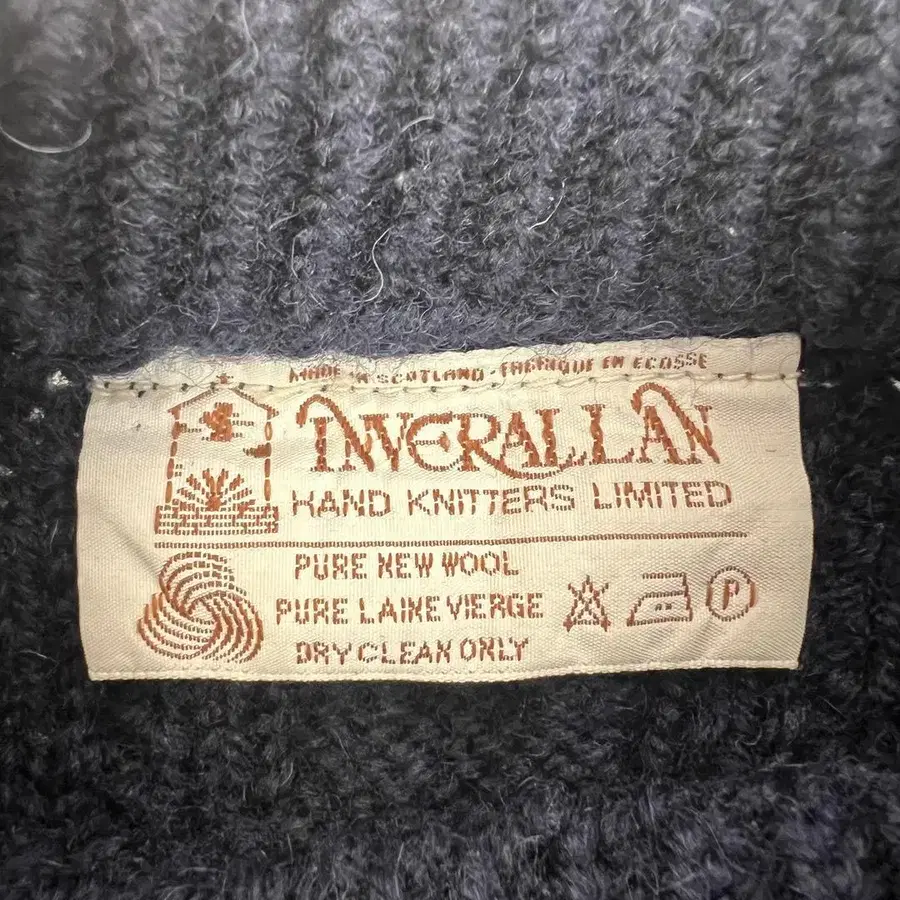 MADE IN SCOTLAND - FABRIQUE EN ECOSSE
INVERALLAN
HAND KNITTERS LIMITED
PURE NEW WOOL
PURE LAINE VIERGE
DRY CLEAN ONLY
P